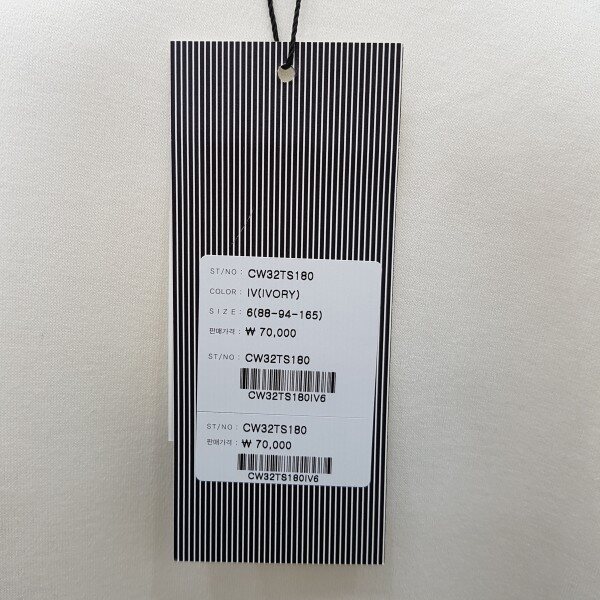 ST/NO : CW32TS180
COLOR : IV(IVORY)
SIZE : 6(88-94-165)
판매가격 : ₩ 70,000
ST/NO : CW32TS180
CW32TS180IV6
ST/NO : CW32TS180
판매가격 : ₩ 70,000
CW32TS180IV6